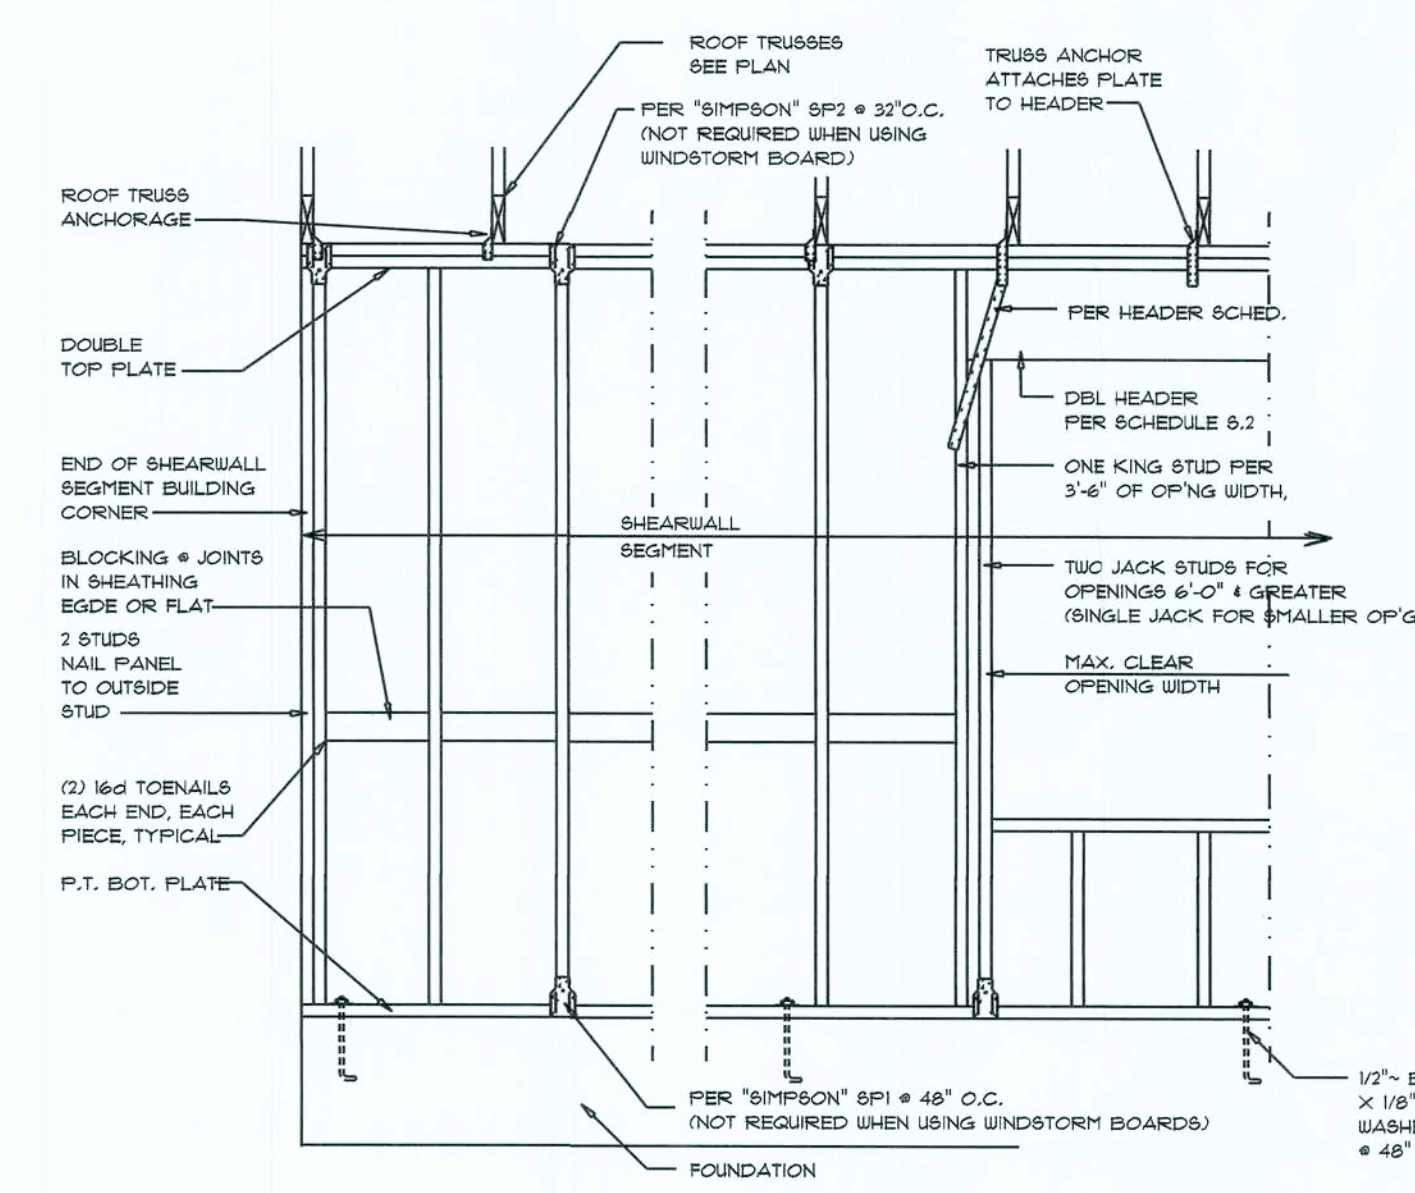 ROOF TRUSSES
SEE PLAN
TRUSS ANCHOR
ATTACHES PLATE
TO HEADER
PER "SIMPSON" SP2 @ 32"O.C.
(NOT REQUIRED WHEN USING
WINDSTORM BOARD)
ROOF TRUSS
ANCHORAGE
PER HEADER SCHED.
DOUBLE
TOP PLATE
DBL HEADER
PER SCHEDULE S.2
END OF SHEARWALL
SEGMENT BUILDING
CORNER
ONE KING STUD PER
3'-6" OF OP'NG WIDTH,
SHEARWALL
SEGMENT
BLOCKING @ JOINTS
IN SHEATHING
EGDE OR FLAT
TWO JACK STUDS FOR
OPENINGS 6'-0" & GREATER
(SINGLE JACK FOR SMALLER OP'G
2 STUDS
NAIL PANEL
TO OUTSIDE
STUD
MAX. CLEAR
OPENING WIDTH
(2) 16d TOENAILS
EACH END, EACH
PIECE, TYPICAL
P.T. BOT. PLATE
PER "SIMPSON" SP1 @ 48" O.C.
(NOT REQUIRED WHEN USING WINDSTORM BOARDS)
1/2"~
X 1/8"
@ 48"
FOUNDATION